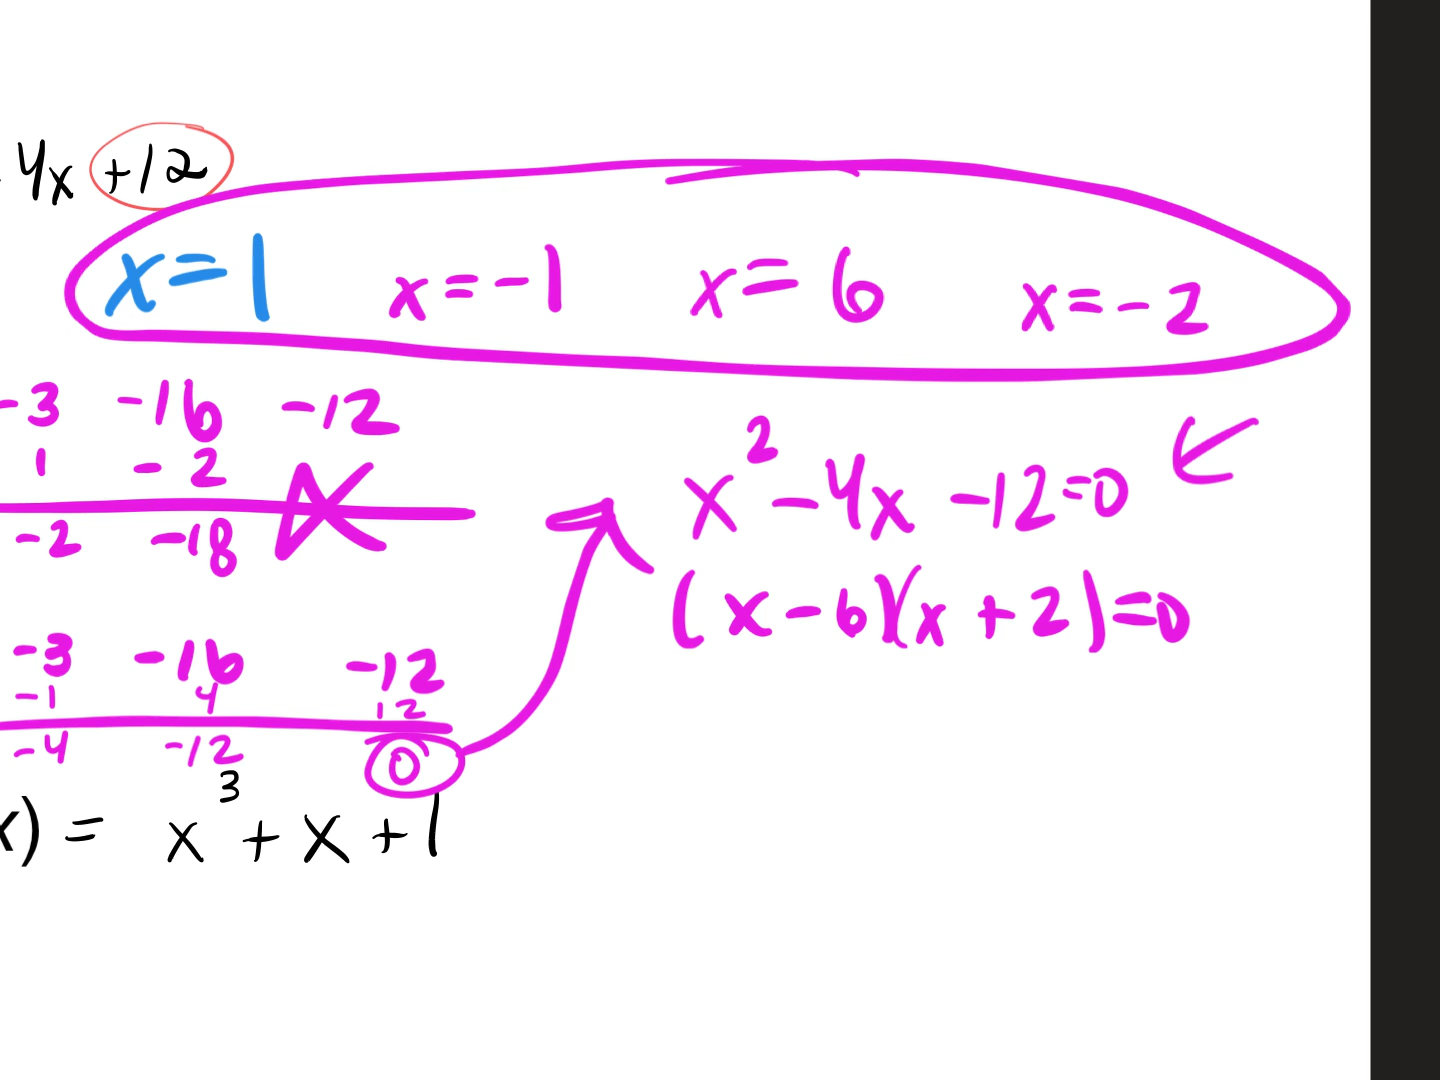 4x +12
x=1 x=-1 x=6 x=-2
-3 -16 -12
1 -2
x² -4x -12=0
-2 -18
(x-6)(x+2)=0
-3 -16 -12
-1 4 12
-4 -12 0
x) = x³ + x + 1